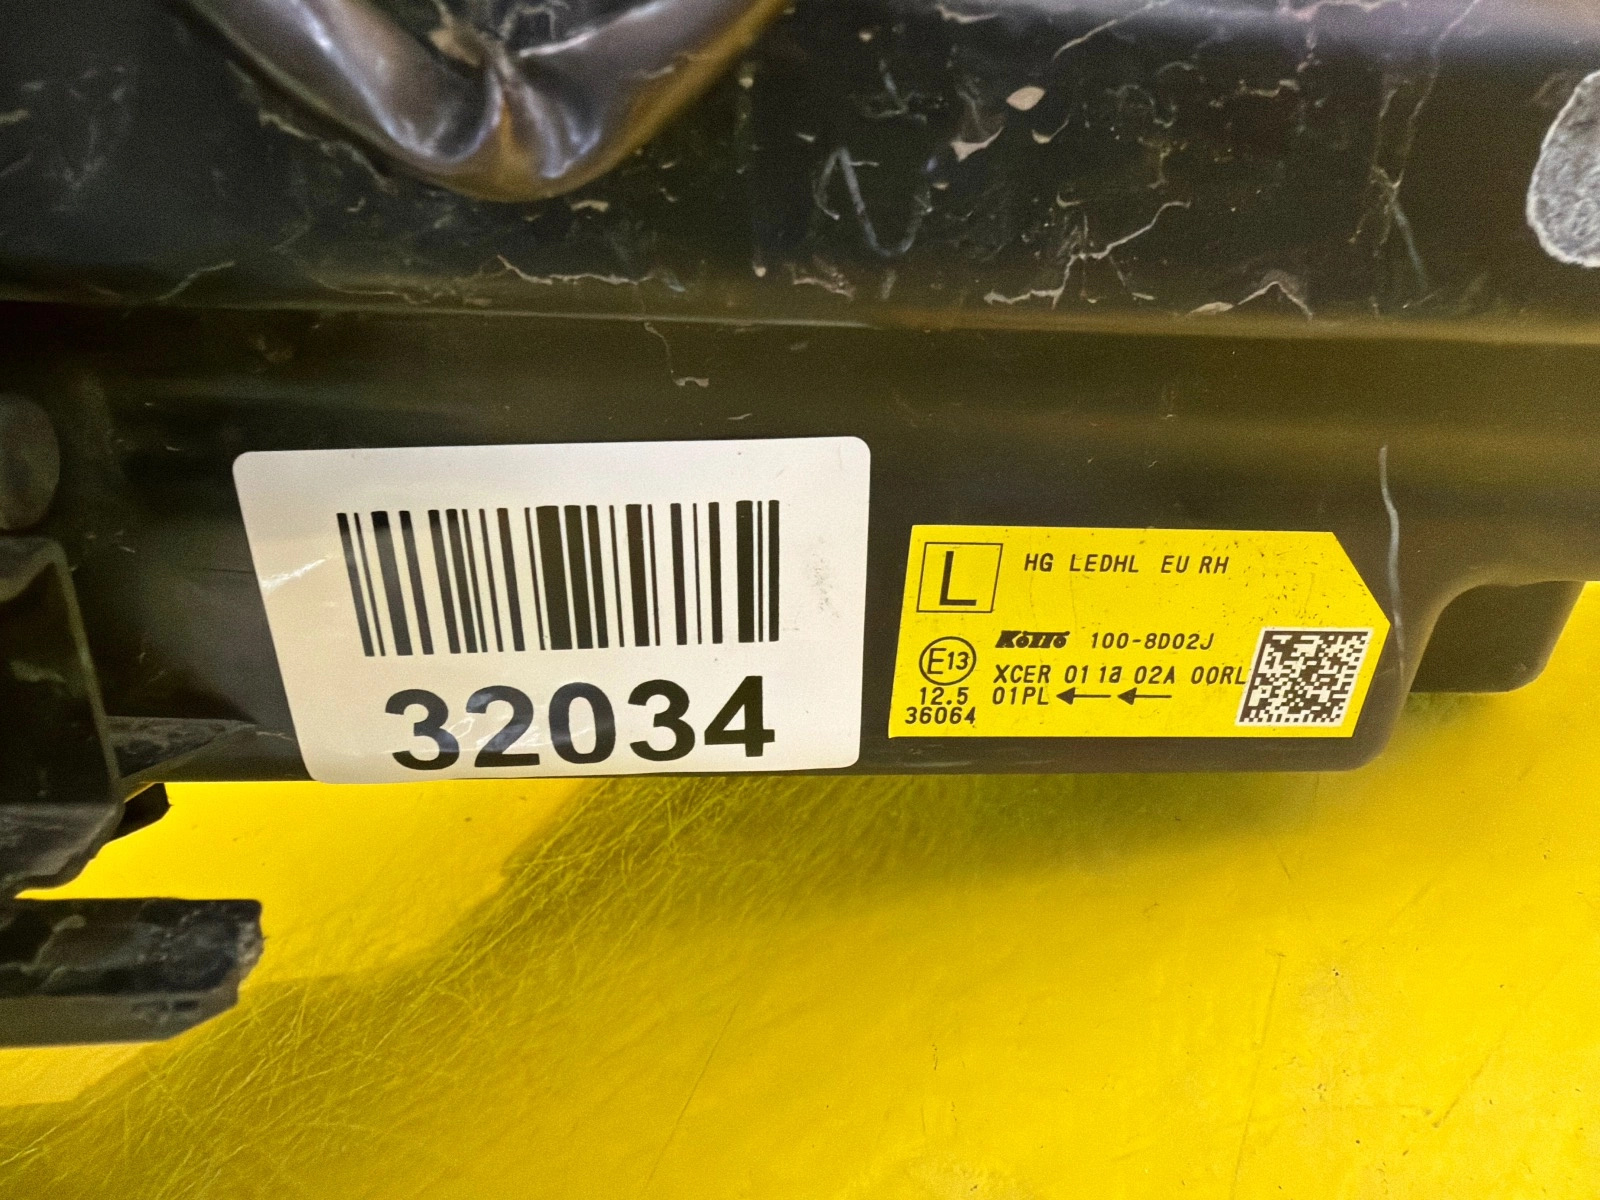 32034
L
HG LEDHL EU RH
KOITO 100-8D02J
E13
XCER 01 1a 02A 00RL
12.5 01PL
36064